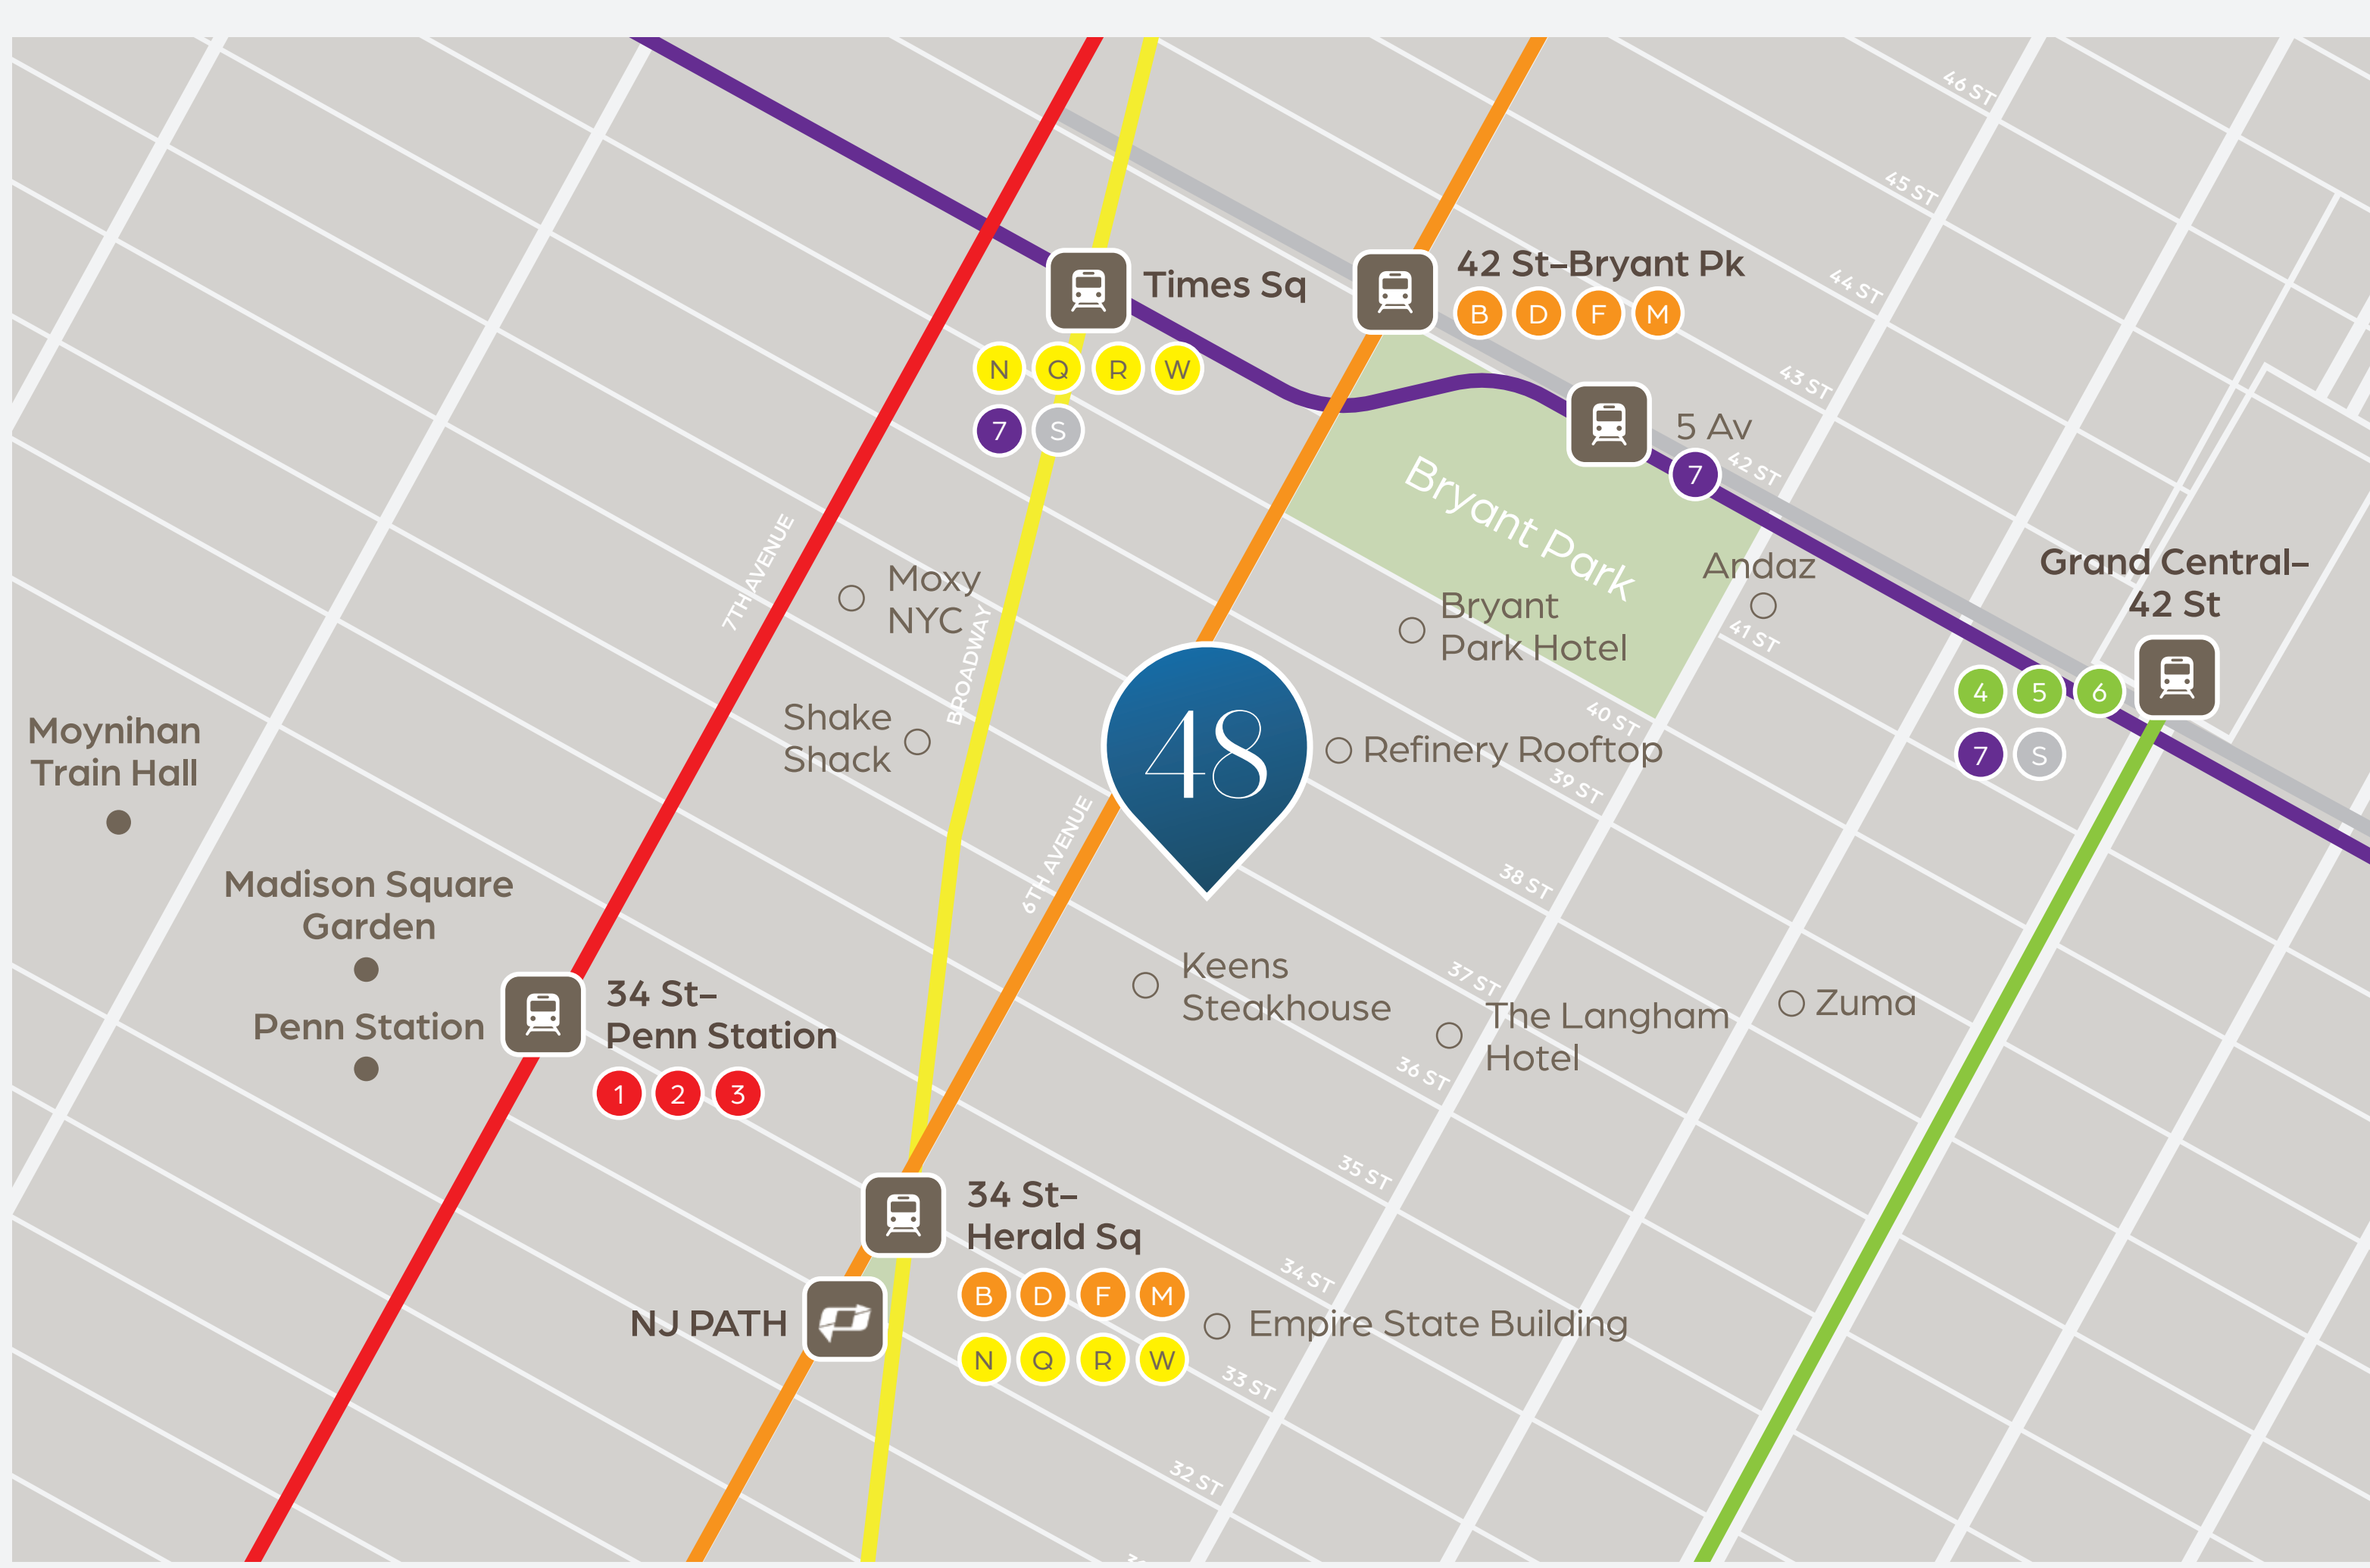 46 ST
45 ST
44 ST
43 ST
42 ST
41 ST
40 ST
39 ST
38 ST
37 ST
36 ST
35 ST
34 ST
33 ST
32 ST
Times Sq
N Q R W
7 S
42 St–Bryant Pk
B D F M
5 Av
7
Bryant Park
Andaz
Grand Central–
42 St
4 5 6
7 S
7TH AVENUE
BROADWAY
6TH AVENUE
Moxy
NYC
Bryant
Park Hotel
Shake
Shack
48
Refinery Rooftop
Moynihan
Train Hall
Madison Square
Garden
Penn Station
34 St–
Penn Station
1 2 3
Keens
Steakhouse
The Langham
Hotel
Zuma
34 St–
Herald Sq
B D F M
N Q R W
NJ PATH
Empire State Building